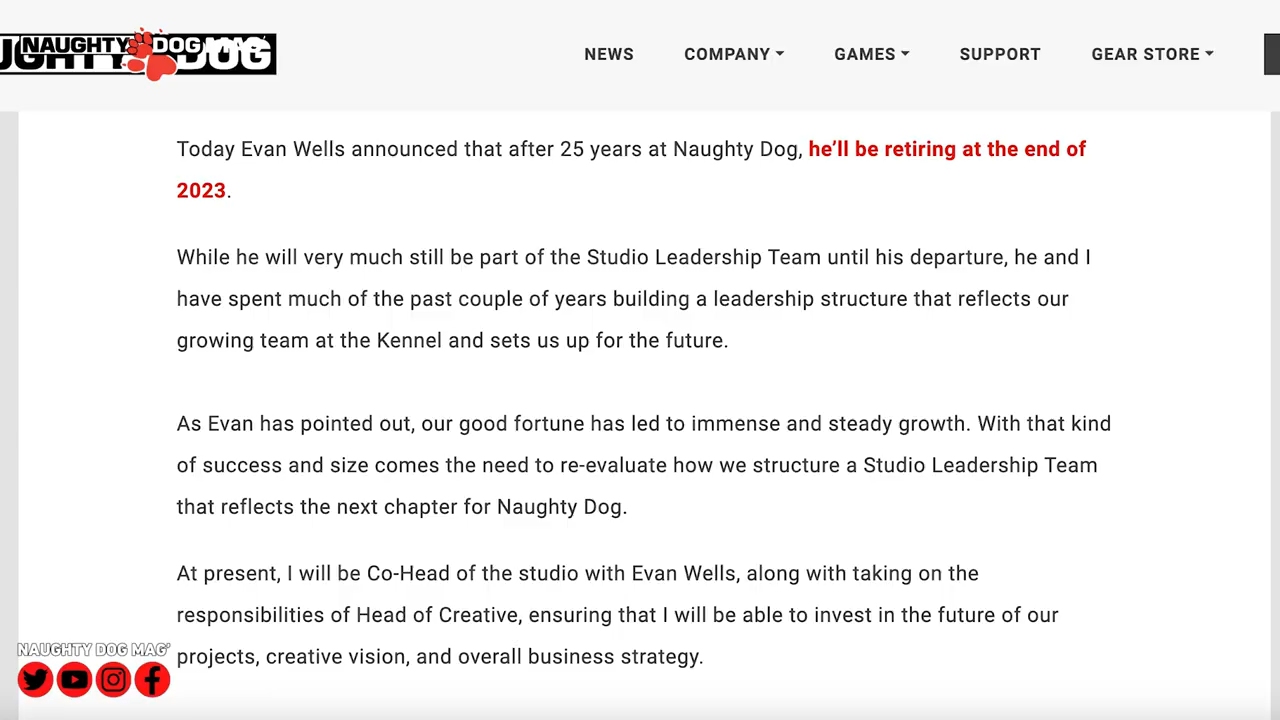 NAUGHTY DOG MAG'
UGHTY DOG
NEWS
COMPANY
GAMES
SUPPORT
GEAR STORE
Today Evan Wells announced that after 25 years at Naughty Dog, he’ll be retiring at the end of
2023.
While he will very much still be part of the Studio Leadership Team until his departure, he and I
have spent much of the past couple of years building a leadership structure that reflects our
growing team at the Kennel and sets us up for the future.
As Evan has pointed out, our good fortune has led to immense and steady growth. With that kind
of success and size comes the need to re-evaluate how we structure a Studio Leadership Team
that reflects the next chapter for Naughty Dog.
At present, I will be Co-Head of the studio with Evan Wells, along with taking on the
responsibilities of Head of Creative, ensuring that I will be able to invest in the future of our
projects, creative vision, and overall business strategy.
NAUGHTY DOG MAG'